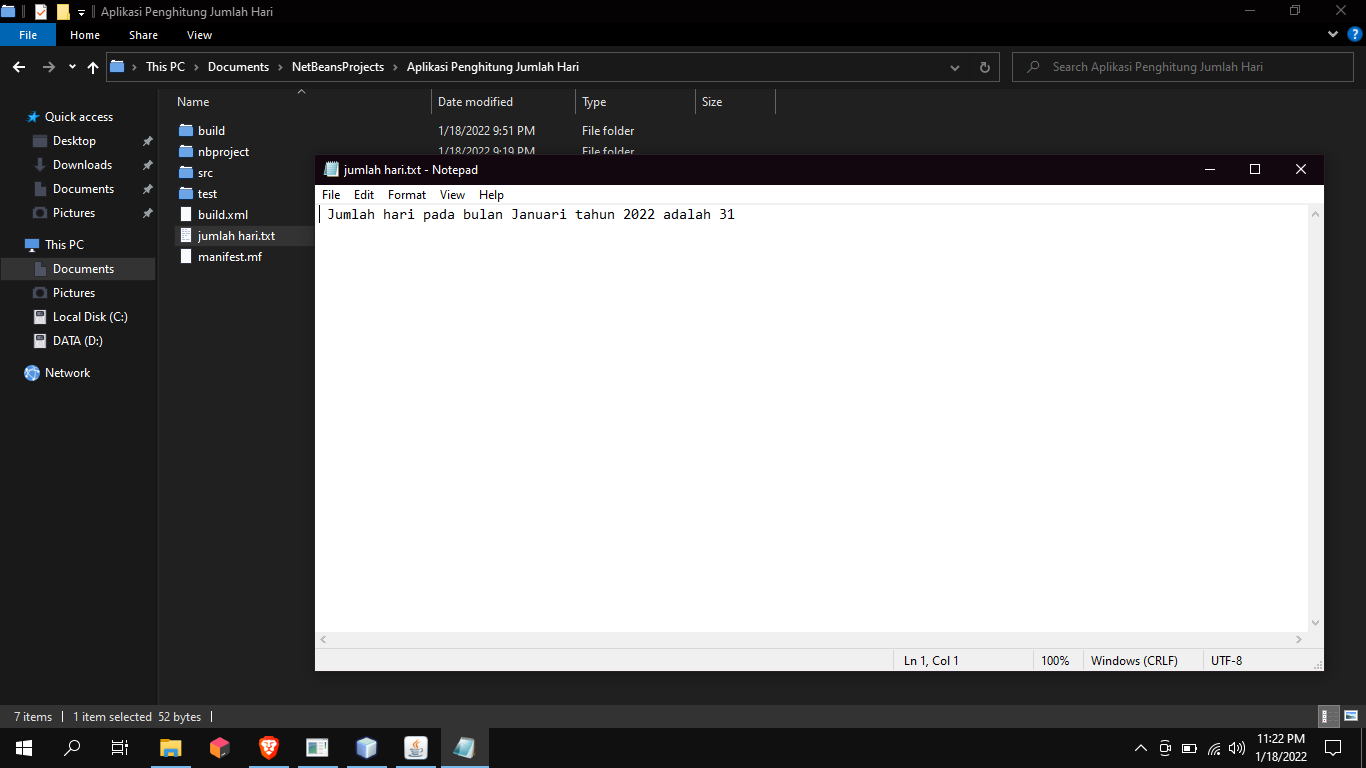 Aplikasi Penghitung Jumlah Hari
File Home Share View
This PC Documents NetBeansProjects Aplikasi Penghitung Jumlah Hari
Search Aplikasi Penghitung Jumlah Hari
Quick access
Desktop
Downloads
Documents
Pictures
This PC
Documents
Pictures
Local Disk (C:)
DATA (D:)
Network
Name Date modified Type Size
build 1/18/2022 9:51 PM File folder
nbproject 1/18/2022 9:19 PM File folder
src
test
build.xml
jumlah hari.txt
manifest.mf
jumlah hari.txt - Notepad
File Edit Format View Help
Jumlah hari pada bulan Januari tahun 2022 adalah 31
Ln 1, Col 1 100% Windows (CRLF) UTF-8
7 items 1 item selected 52 bytes
11:22 PM
1/18/2022